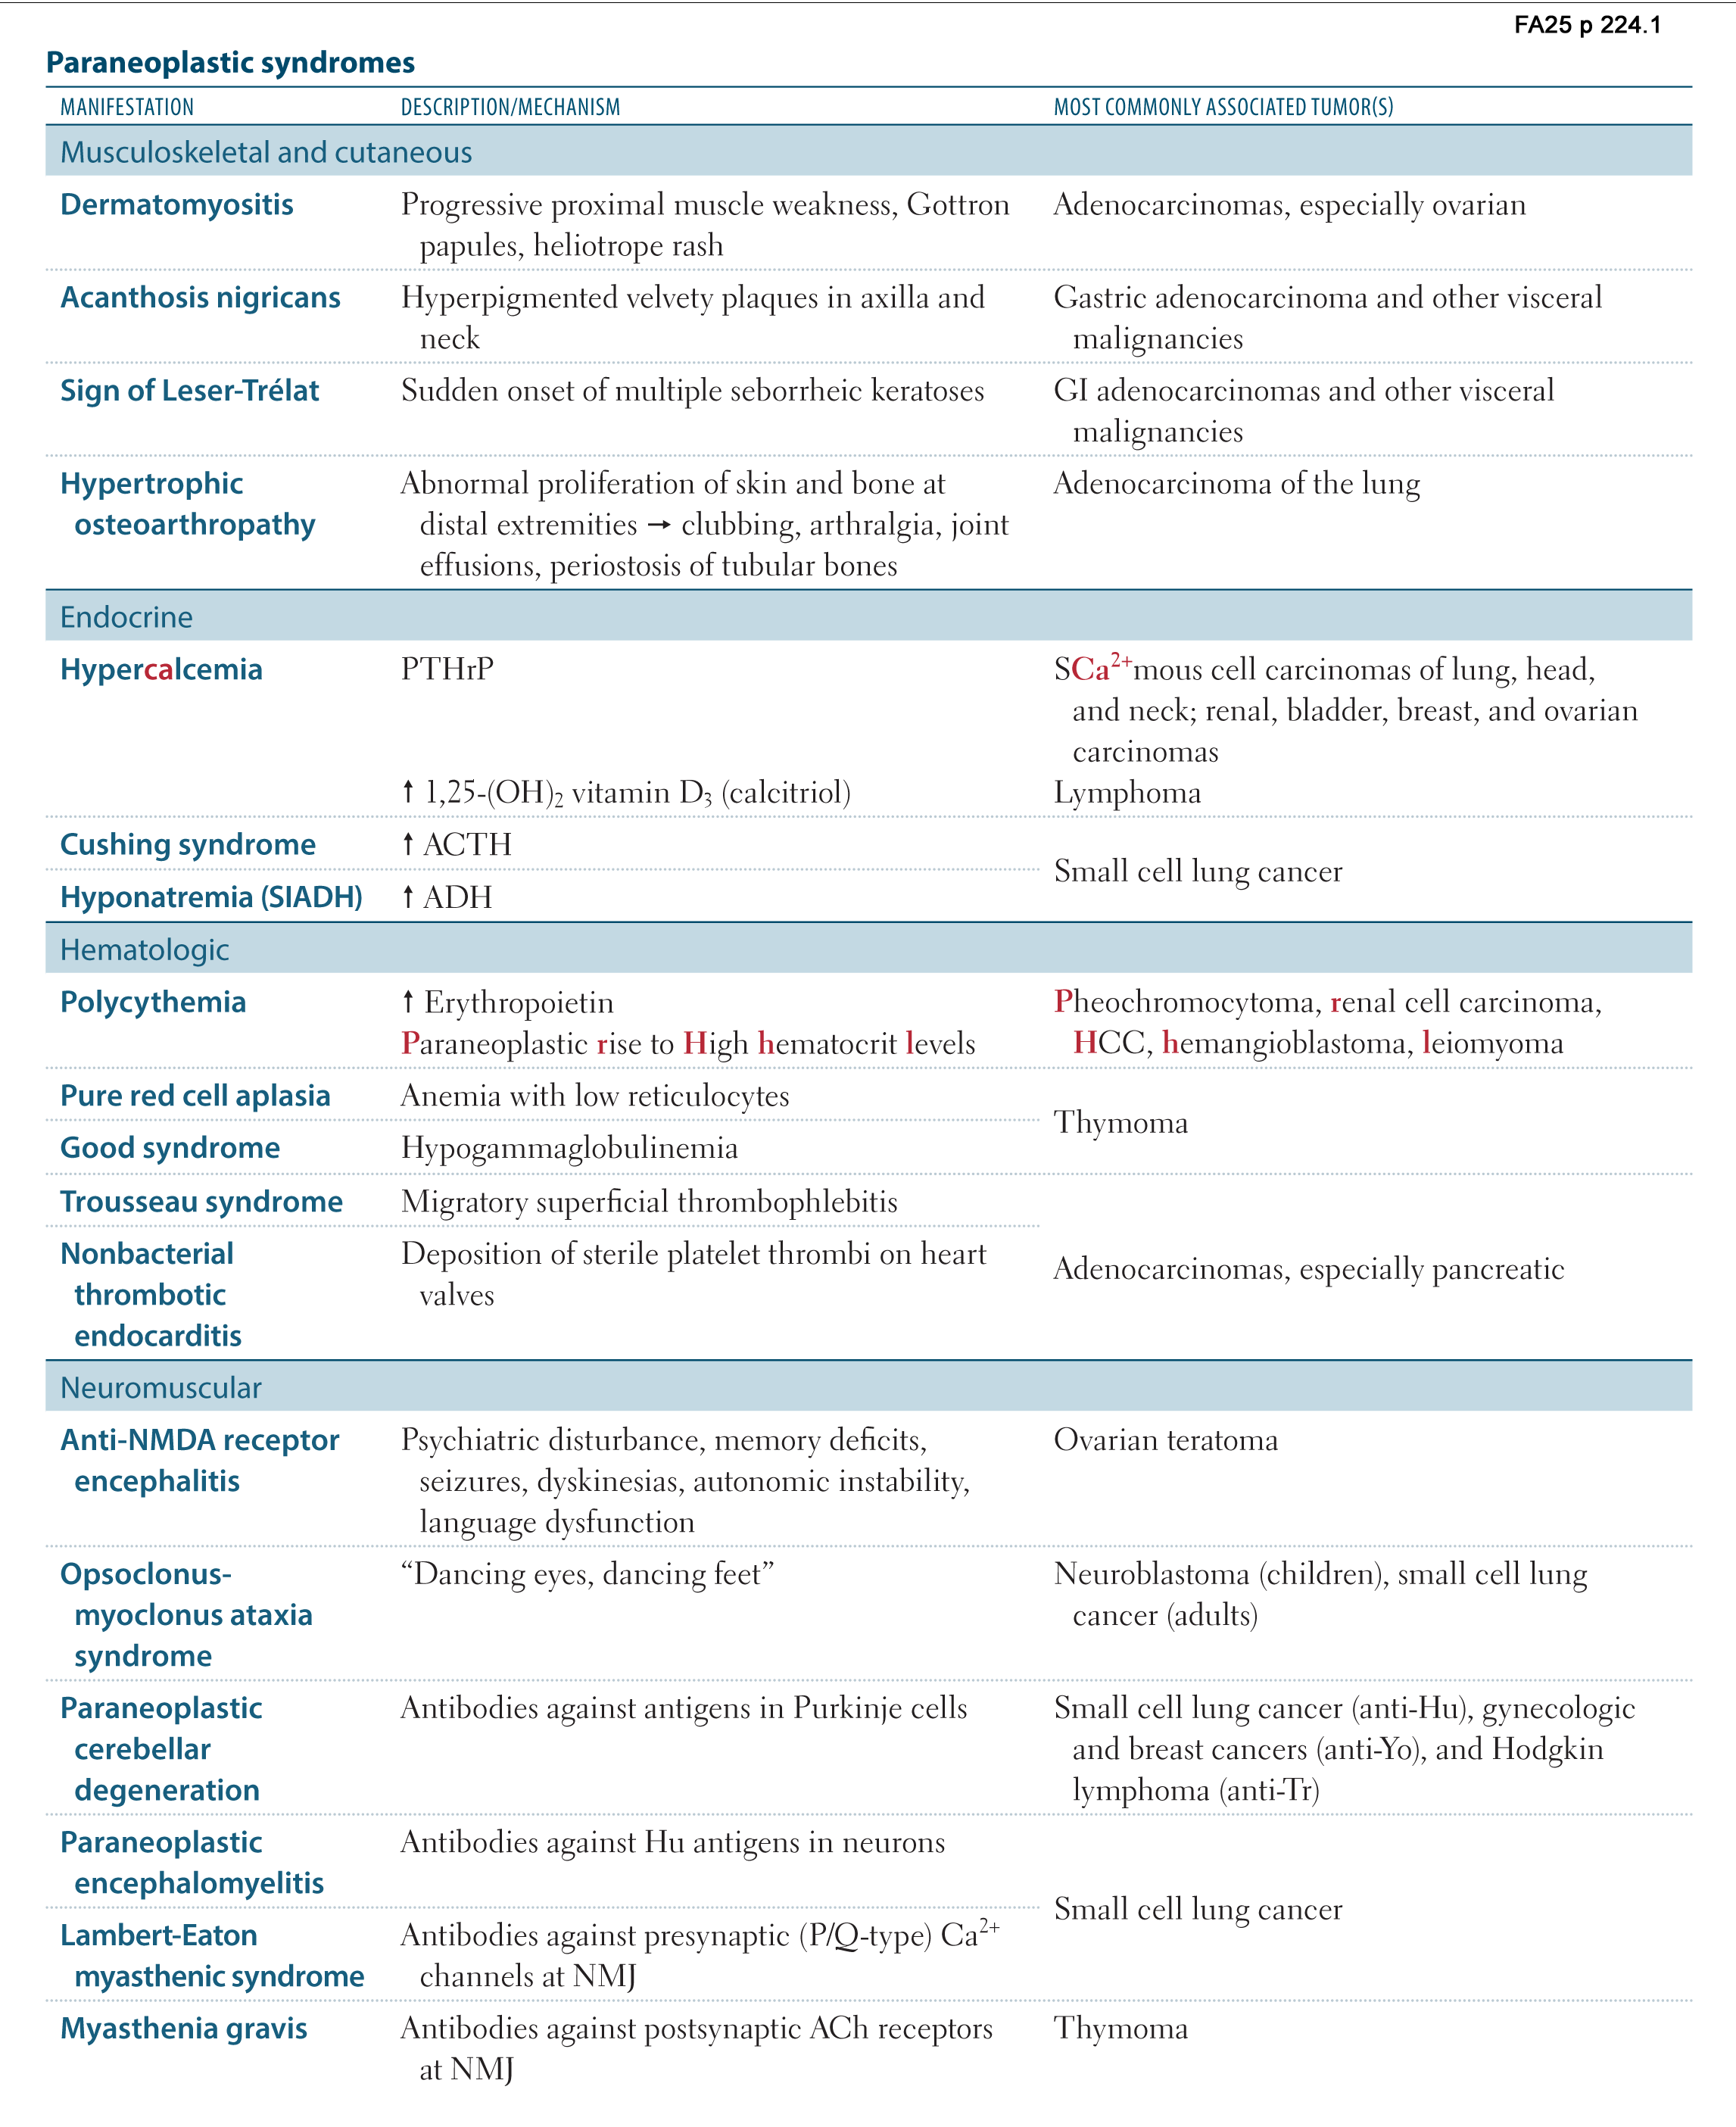 FA25 p 224.1
Paraneoplastic syndromes
MANIFESTATION DESCRIPTION/MECHANISM MOST COMMONLY ASSOCIATED TUMOR(S)
Musculoskeletal and cutaneous
Dermatomyositis Progressive proximal muscle weakness, Gottron Adenocarcinomas, especially ovarian
papules, heliotrope rash
Acanthosis nigricans Hyperpigmented velvety plaques in axilla and Gastric adenocarcinoma and other visceral
neck malignancies
Sign of Leser-Trélat Sudden onset of multiple seborrheic keratoses GI adenocarcinomas and other visceral
malignancies
Hypertrophic Abnormal proliferation of skin and bone at Adenocarcinoma of the lung
osteoarthropathy distal extremities → clubbing, arthralgia, joint
effusions, periostosis of tubular bones
Endocrine
Hypercalcemia PTHrP SCa²⁺mous cell carcinomas of lung, head,
and neck; renal, bladder, breast, and ovarian
carcinomas
↑ 1,25-(OH)₂ vitamin D₃ (calcitriol) Lymphoma
Cushing syndrome ↑ ACTH
Small cell lung cancer
Hyponatremia (SIADH) ↑ ADH
Hematologic
Polycythemia ↑ Erythropoietin Pheochromocytoma, renal cell carcinoma,
Paraneoplastic rise to High hematocrit levels HCC, hemangioblastoma, leiomyoma
Pure red cell aplasia Anemia with low reticulocytes
Thymoma
Good syndrome Hypogammaglobulinemia
Trousseau syndrome Migratory superficial thrombophlebitis
Nonbacterial Deposition of sterile platelet thrombi on heart
Adenocarcinomas, especially pancreatic
thrombotic valves
endocarditis
Neuromuscular
Anti-NMDA receptor Psychiatric disturbance, memory deficits, Ovarian teratoma
encephalitis seizures, dyskinesias, autonomic instability,
language dysfunction
Opsoclonus- “Dancing eyes, dancing feet” Neuroblastoma (children), small cell lung
myoclonus ataxia cancer (adults)
syndrome
Paraneoplastic Antibodies against antigens in Purkinje cells Small cell lung cancer (anti-Hu), gynecologic
cerebellar and breast cancers (anti-Yo), and Hodgkin
degeneration lymphoma (anti-Tr)
Paraneoplastic Antibodies against Hu antigens in neurons
encephalomyelitis
Small cell lung cancer
Lambert-Eaton Antibodies against presynaptic (P/Q-type) Ca²⁺
myasthenic syndrome channels at NMJ
Myasthenia gravis Antibodies against postsynaptic ACh receptors Thymoma
at NMJ